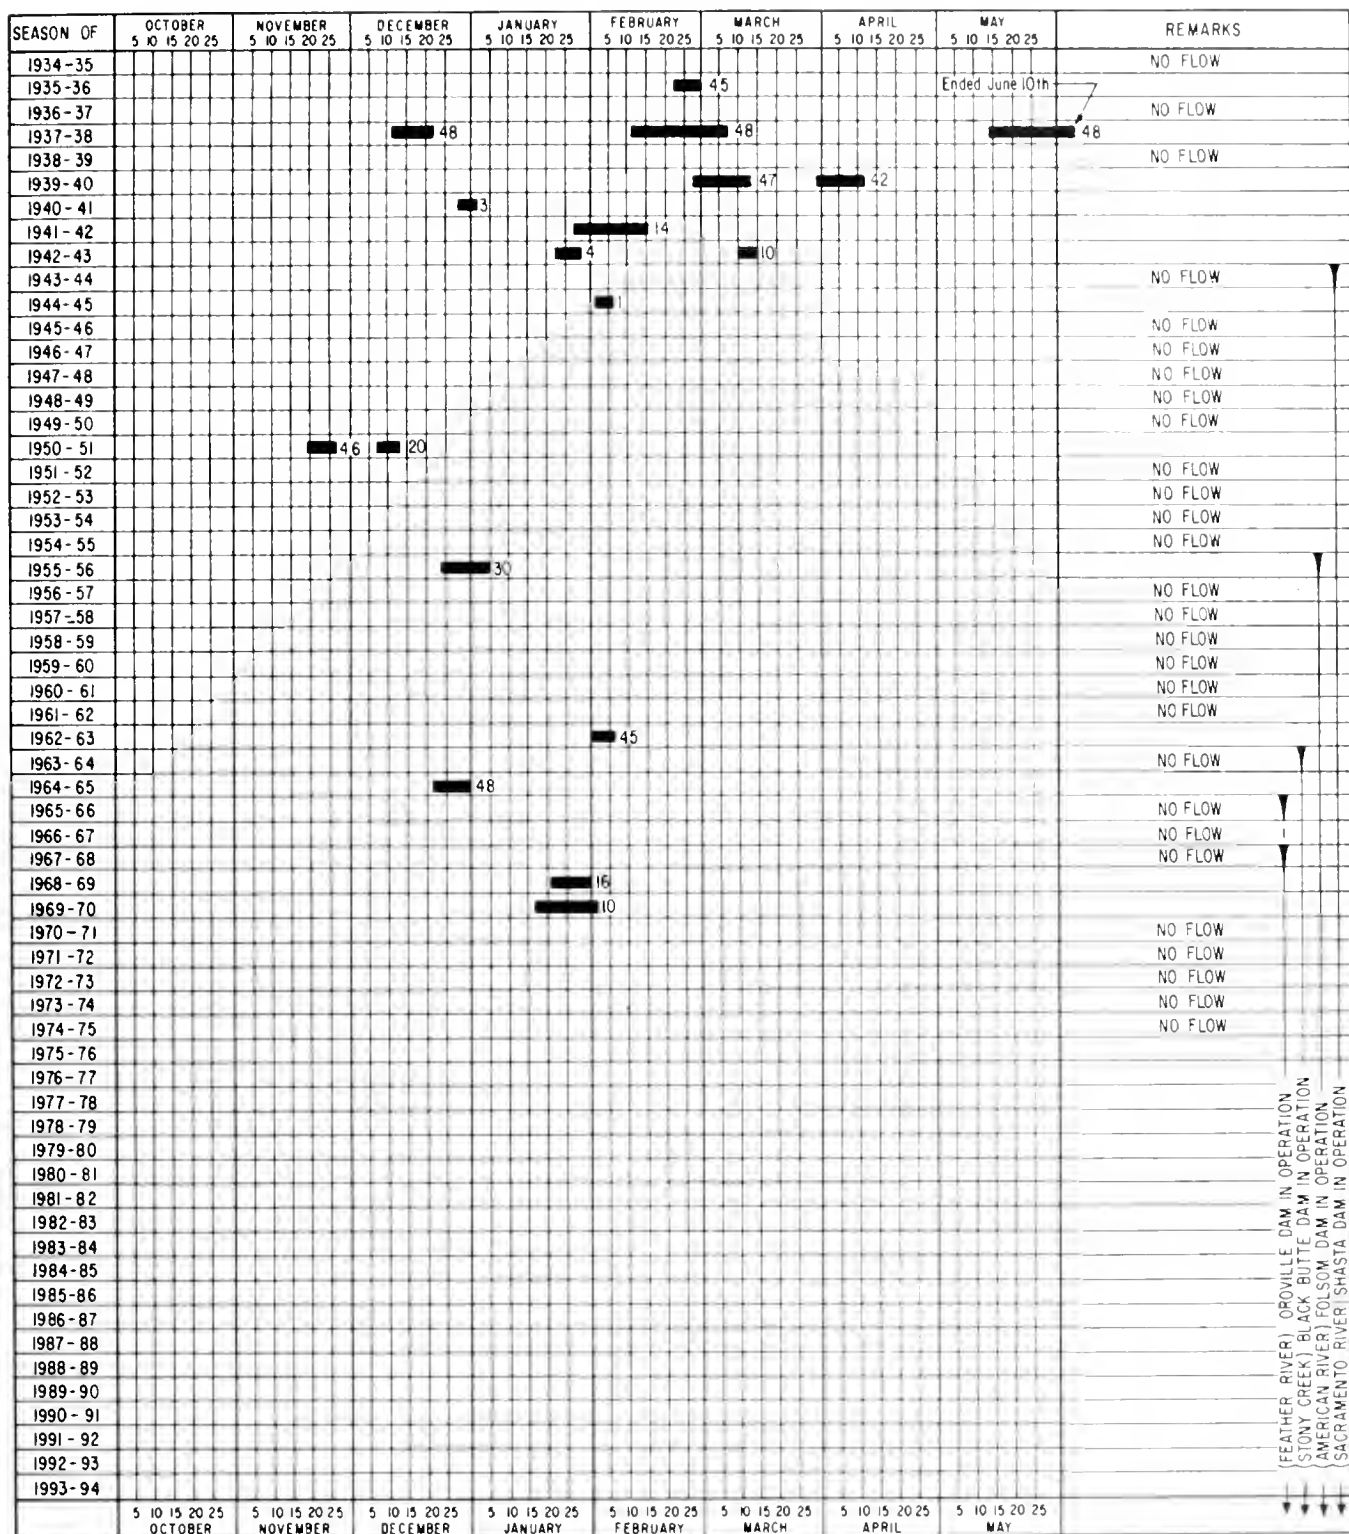 SEASON OF OCTOBER NOVEMBER DECEMBER JANUARY FEBRUARY MARCH APRIL MAY REMARKS
5 10 15 20 25 5 10 15 20 25 5 10 15 20 25 5 10 15 20 25 5 10 15 20 25 5 10 15 20 25 5 10 15 20 25 5 10 15 20 25
1934-35 NO FLOW
1935-36 45 Ended June 10th
1936-37 NO FLOW
1937-38 48 48 48
1938-39 NO FLOW
1939-40 47 42
1940-41 3
1941-42 14
1942-43 4 10
1943-44 NO FLOW
1944-45 1
1945-46 NO FLOW
1946-47 NO FLOW
1947-48 NO FLOW
1948-49 NO FLOW
1949-50 NO FLOW
1950-51 46 20
1951-52 NO FLOW
1952-53 NO FLOW
1953-54 NO FLOW
1954-55 NO FLOW
1955-56 30
1956-57 NO FLOW
1957-58 NO FLOW
1958-59 NO FLOW
1959-60 NO FLOW
1960-61 NO FLOW
1961-62 NO FLOW
1962-63 45
1963-64 NO FLOW
1964-65 48
1965-66 NO FLOW
1966-67 NO FLOW
1967-68 NO FLOW
1968-69 16
1969-70 10
1970-71 NO FLOW
1971-72 NO FLOW
1972-73 NO FLOW
1973-74 NO FLOW
1974-75 NO FLOW
1975-76
1976-77
1977-78
1978-79
1979-80
1980-81
1981-82
1982-83
1983-84
1984-85
1985-86
1986-87
1987-88
1988-89
1989-90
1990-91
1991-92
1992-93
1993-94
(FEATHER RIVER) OROVILLE DAM IN OPERATION
(STONY CREEK) BLACK BUTTE DAM IN OPERATION
(AMERICAN RIVER) FOLSOM DAM IN OPERATION
(SACRAMENTO RIVER) SHASTA DAM IN OPERATION
5 10 15 20 25 5 10 15 20 25 5 10 15 20 25 5 10 15 20 25 5 10 15 20 25 5 10 15 20 25 5 10 15 20 25 5 10 15 20 25
OCTOBER NOVEMBER DECEMBER JANUARY FEBRUARY MARCH APRIL MAY